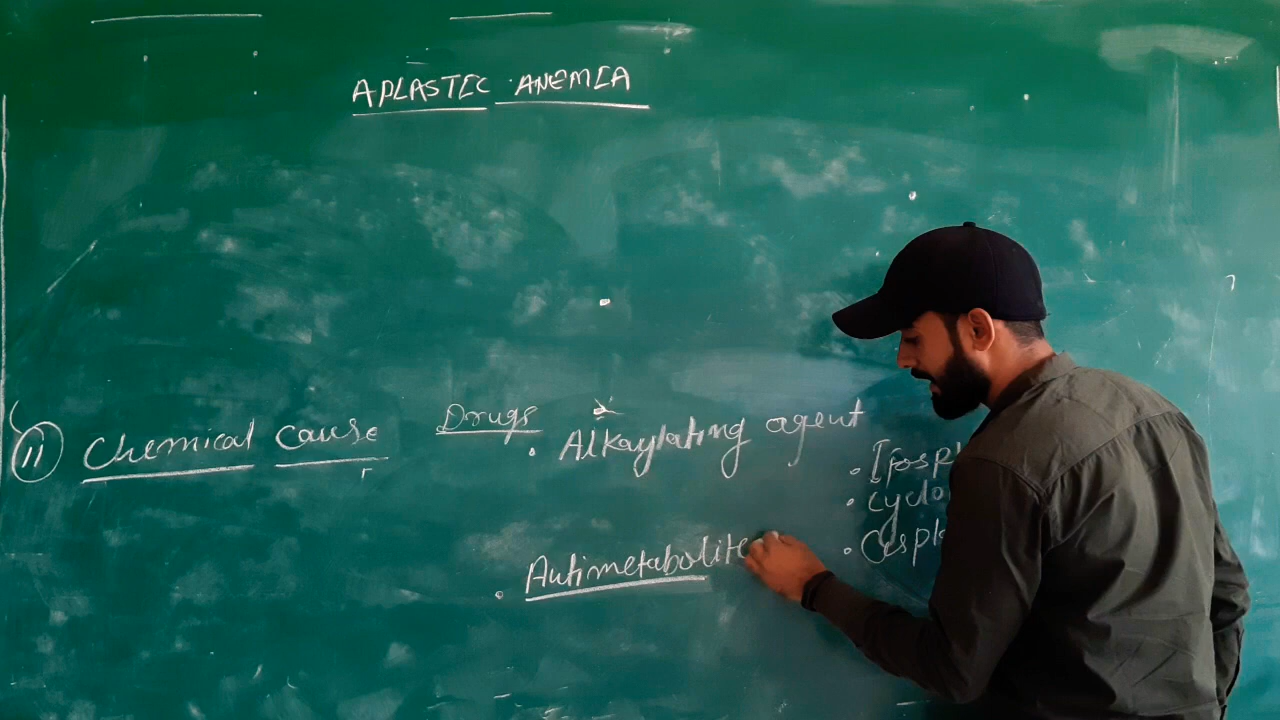 APLASTIC ANEMIA
11 Chemical cause
Drugs
• Alkaylating agent
• Ifosp
• cyclo
• Cispl
• Antimetabolite